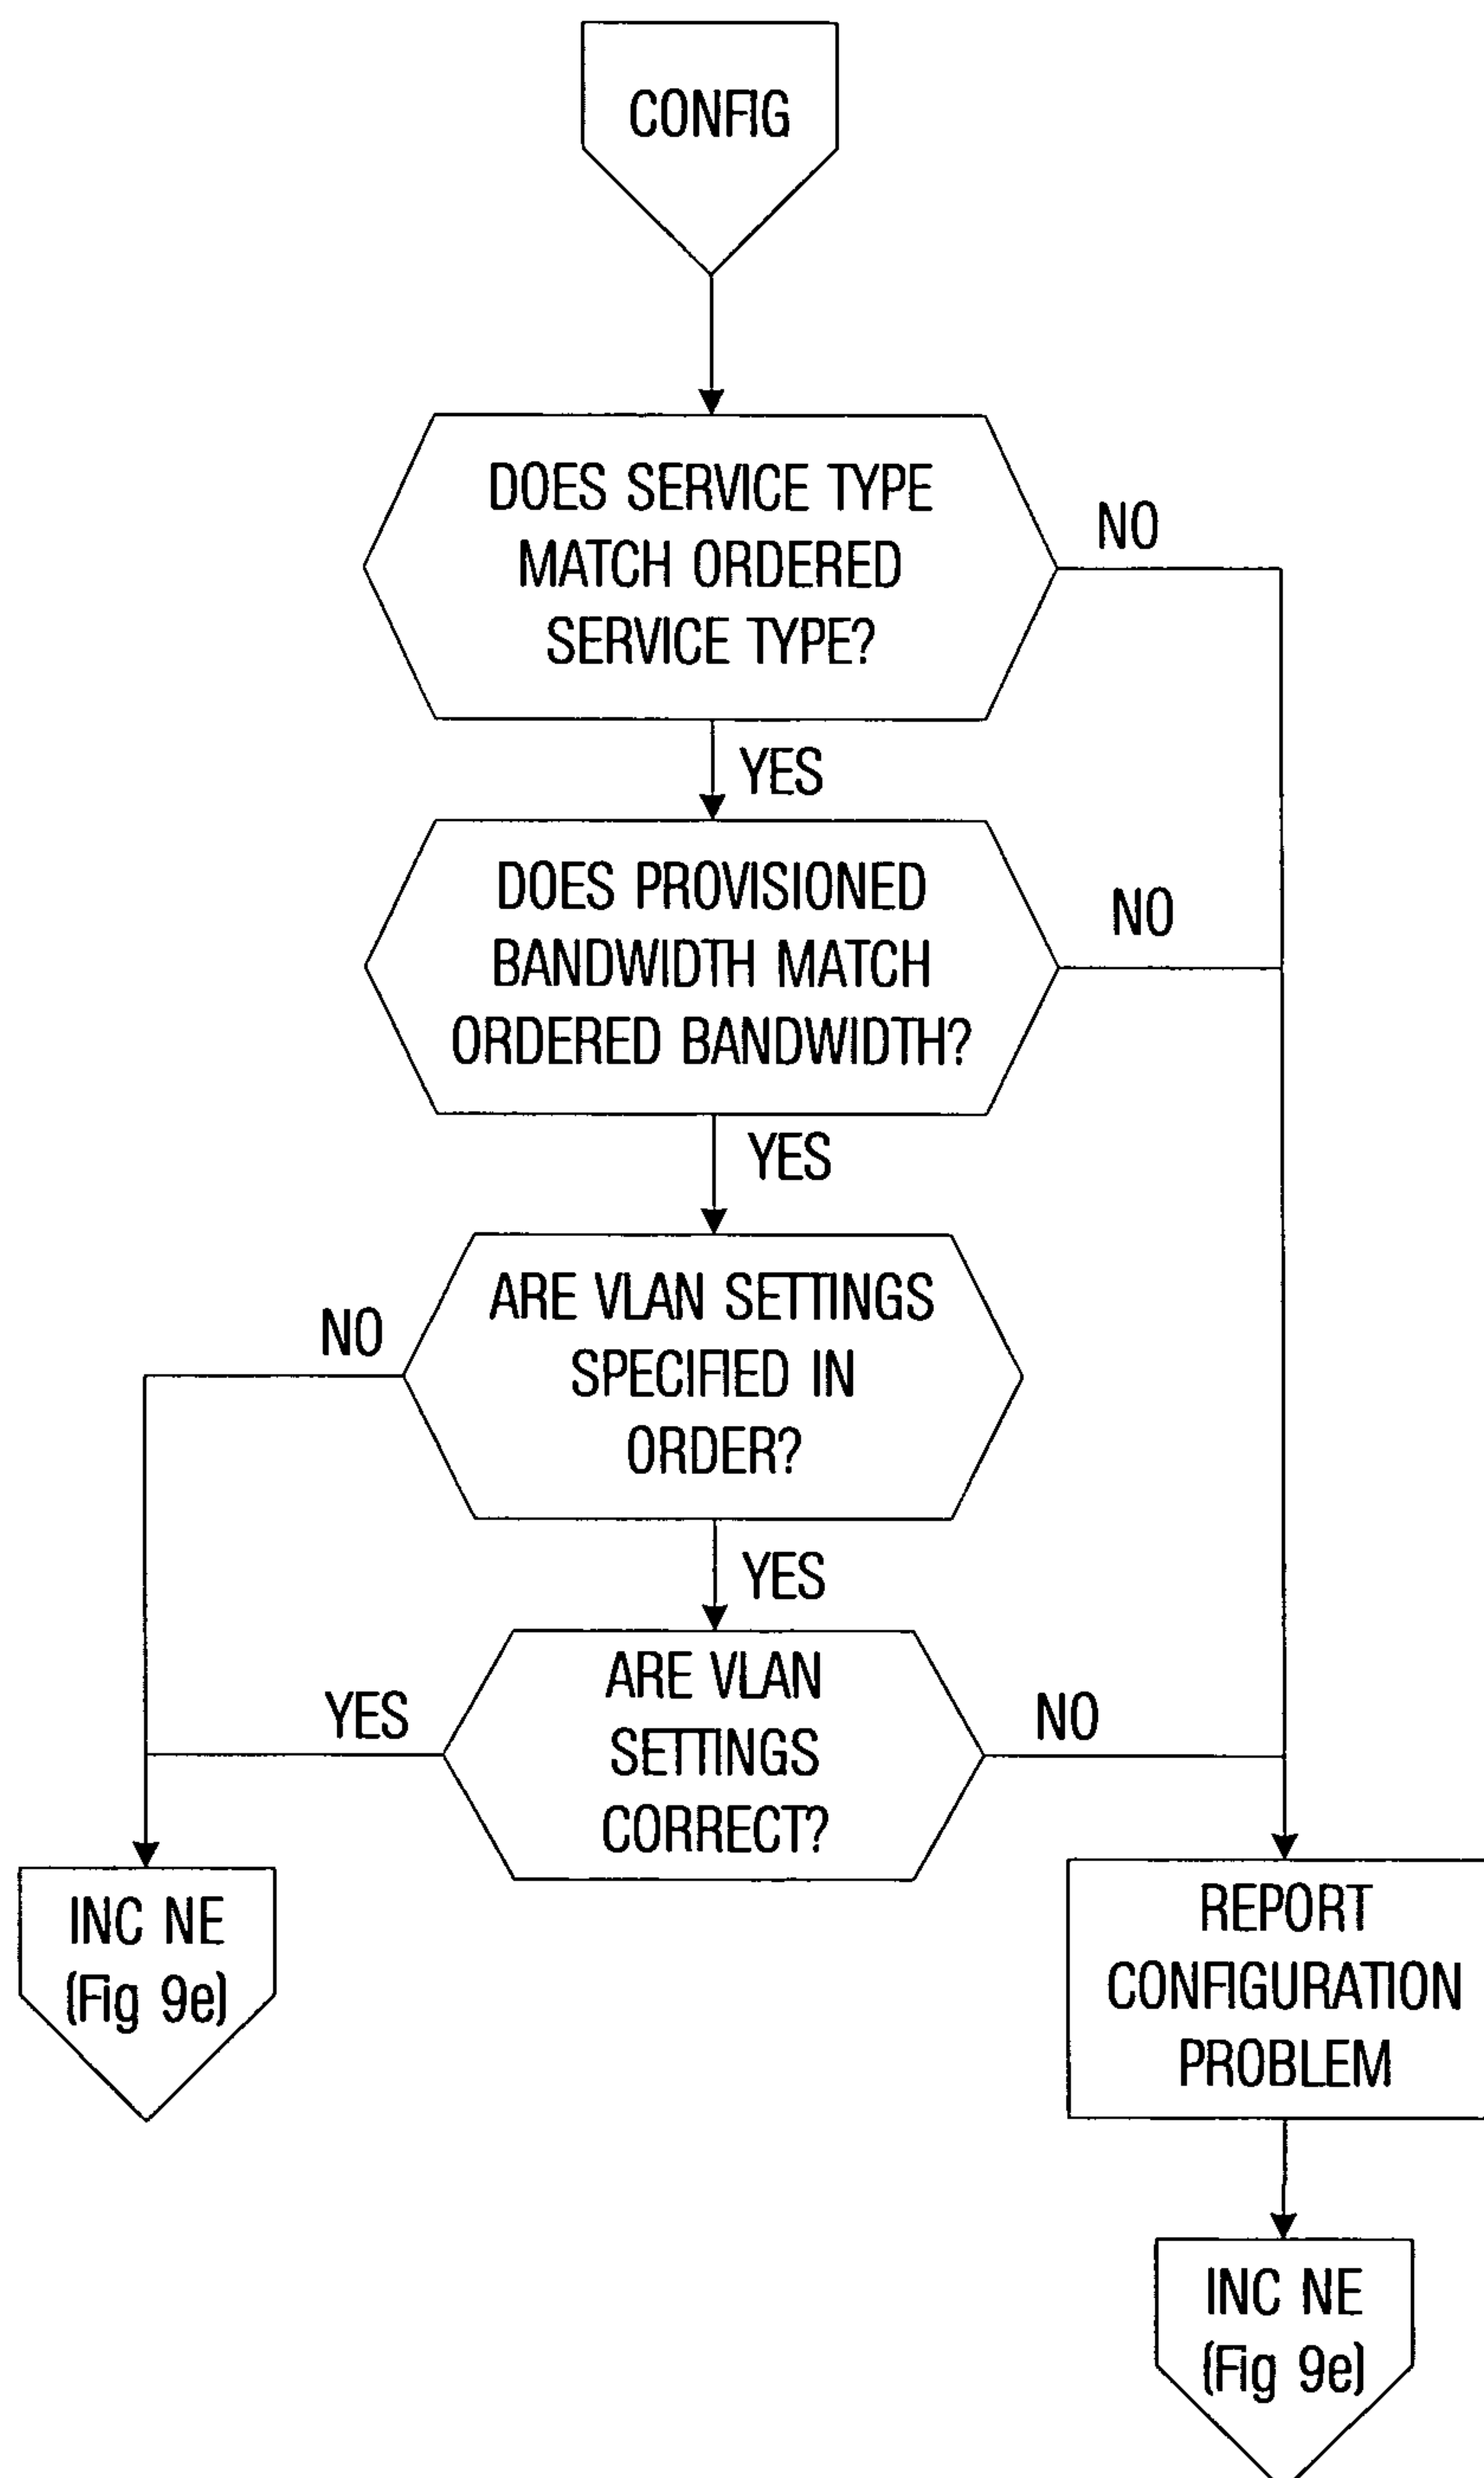 CONFIG
DOES SERVICE TYPE
MATCH ORDERED
SERVICE TYPE?
NO
YES
DOES PROVISIONED
BANDWIDTH MATCH
ORDERED BANDWIDTH?
NO
YES
ARE VLAN SETTINGS
SPECIFIED IN
ORDER?
NO
YES
ARE VLAN
SETTINGS
CORRECT?
YES
NO
INC NE
(Fig 9e)
REPORT
CONFIGURATION
PROBLEM
INC NE
(Fig 9e)